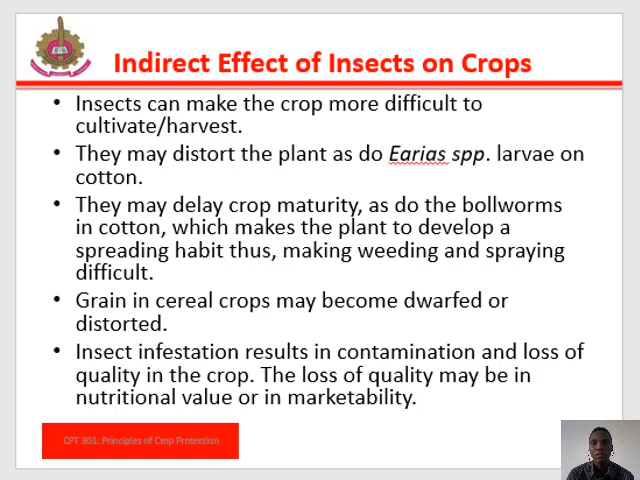 Indirect Effect of Insects on Crops
• Insects can make the crop more difficult to
cultivate/harvest.
• They may distort the plant as do Earias spp. larvae on
cotton.
• They may delay crop maturity, as do the bollworms
in cotton, which makes the plant to develop a
spreading habit thus, making weeding and spraying
difficult.
• Grain in cereal crops may become dwarfed or
distorted.
• Insect infestation results in contamination and loss of
quality in the crop. The loss of quality may be in
nutritional value or in marketability.
CPT 301: Principles of Crop Protection